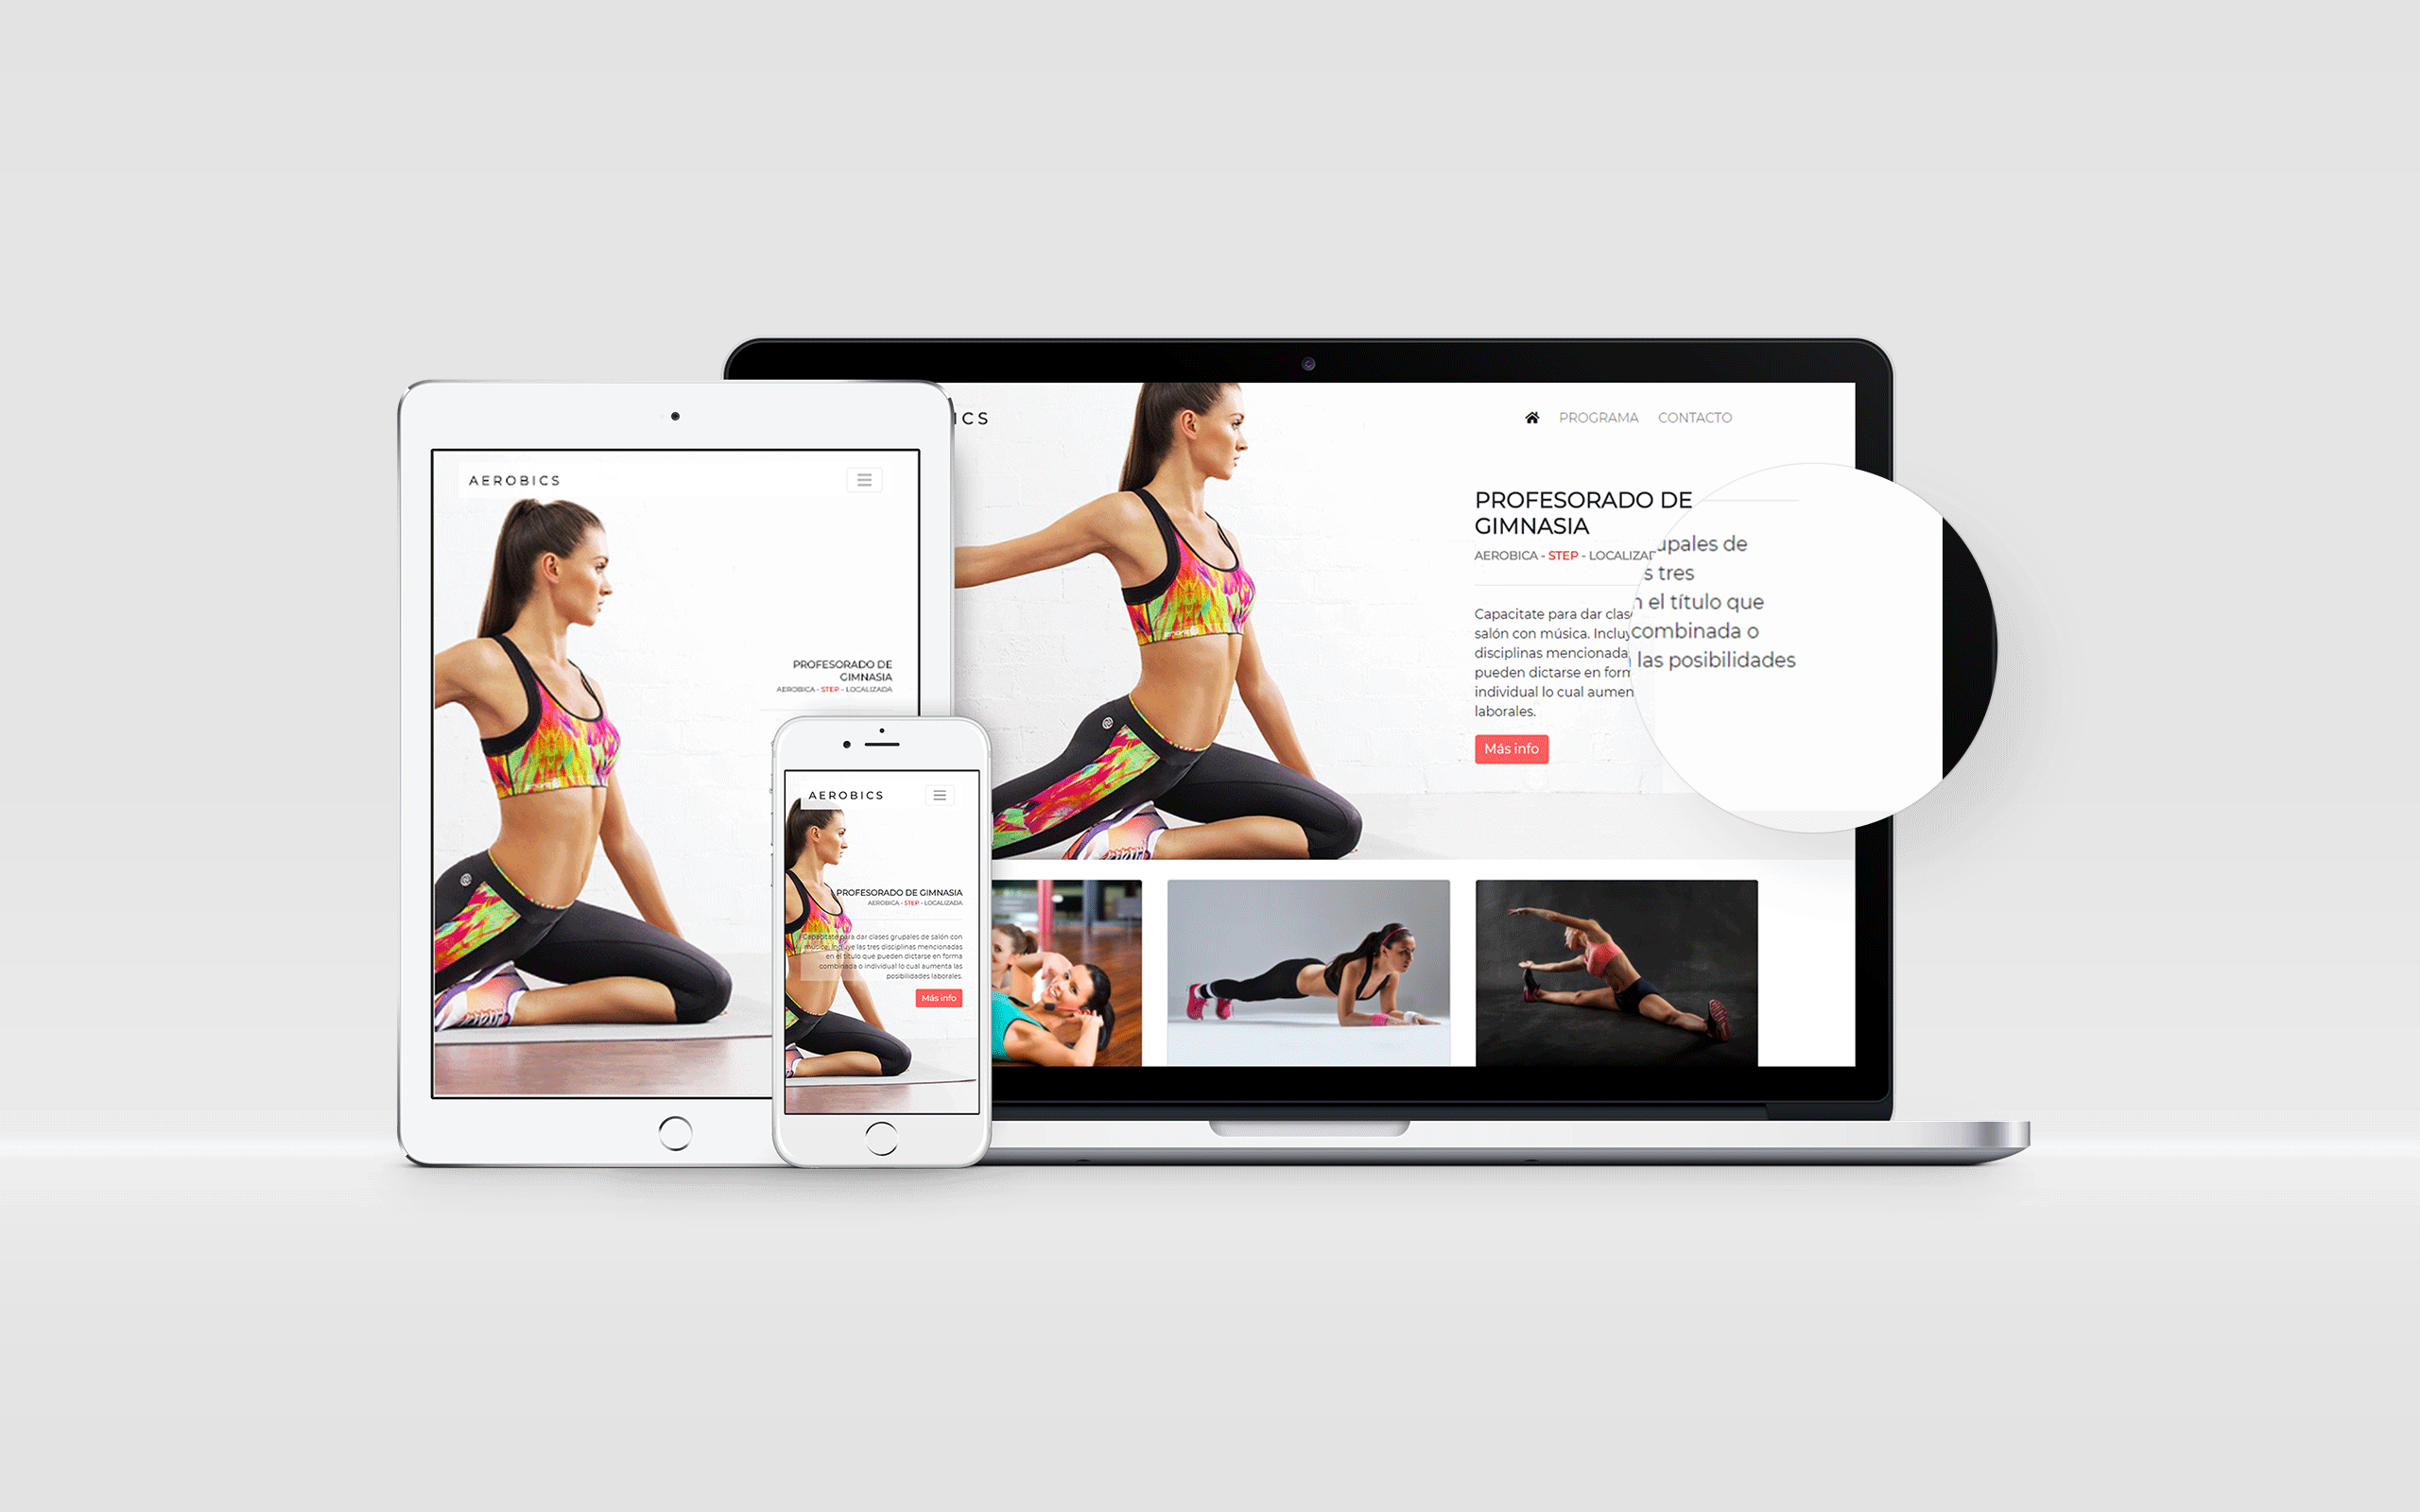 AEROBICS
PROFESORADO DE
GIMNASIA
AEROBICA - STEP - LOCALIZADA
AEROBICS
PROFESORADO DE GIMNASIA
AEROBICA - STEP - LOCALIZADA
Capacitate para dar clases grupales de salón con
música. Incluye las tres disciplinas mencionadas
en el título que pueden dictarse en forma
combinada o individual lo cual aumenta las
posibilidades laborales.
Más info
ICS
PROGRAMA CONTACTO
PROFESORADO DE
GIMNASIA
AEROBICA - STEP - LOCALIZAD
Capacitate para dar clas
salón con música. Incluy
disciplinas mencionada
pueden dictarse en form
individual lo cual aumen
laborales.
Más info
upales de
s tres
n el título que
combinada o
las posibilidades